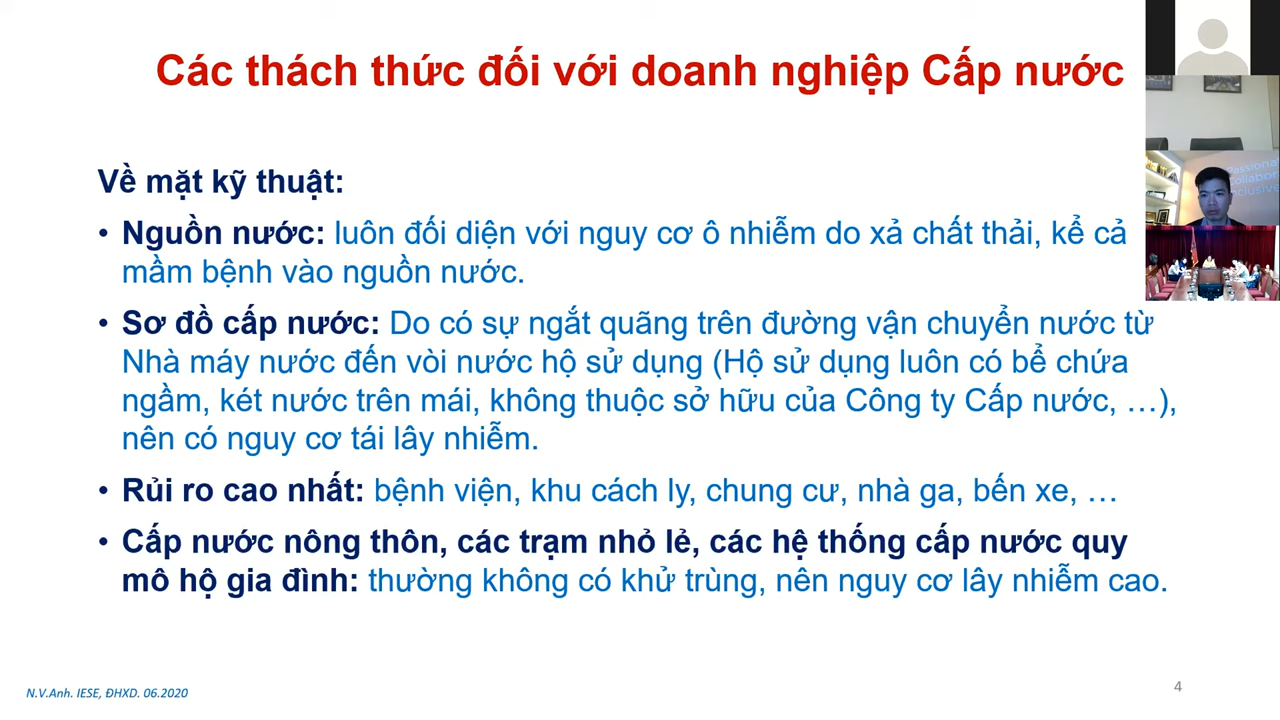 Các thách thức đối với doanh nghiệp Cấp nước
Về mặt kỹ thuật:
• Nguồn nước: luôn đối diện với nguy cơ ô nhiễm do xả chất thải, kể cả
mầm bệnh vào nguồn nước.
• Sơ đồ cấp nước: Do có sự ngắt quãng trên đường vận chuyển nước từ
Nhà máy nước đến vòi nước hộ sử dụng (Hộ sử dụng luôn có bể chứa
ngầm, két nước trên mái, không thuộc sở hữu của Công ty Cấp nước, …),
nên có nguy cơ tái lây nhiễm.
• Rủi ro cao nhất: bệnh viện, khu cách ly, chung cư, nhà ga, bến xe, …
• Cấp nước nông thôn, các trạm nhỏ lẻ, các hệ thống cấp nước quy
mô hộ gia đình: thường không có khử trùng, nên nguy cơ lây nhiễm cao.
N.V.Anh. IESE, ĐHXD. 06.2020
4